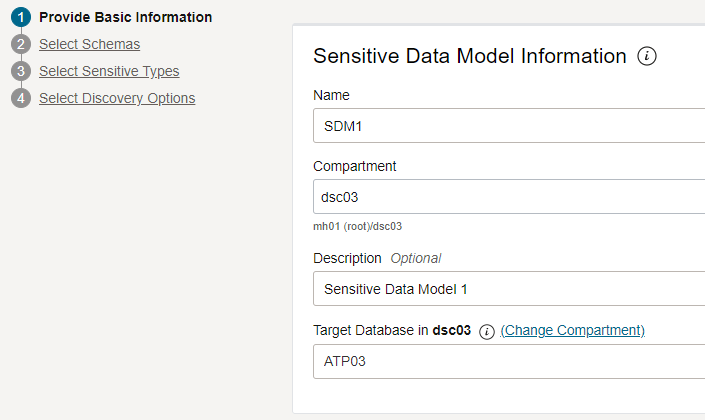 1 Provide Basic Information
2 Select Schemas
3 Select Sensitive Types
4 Select Discovery Options
Sensitive Data Model Information i
Name
SDM1
Compartment
dsc03
mh01 (root)/dsc03
Description Optional
Sensitive Data Model 1
Target Database in dsc03 i (Change Compartment)
ATP03